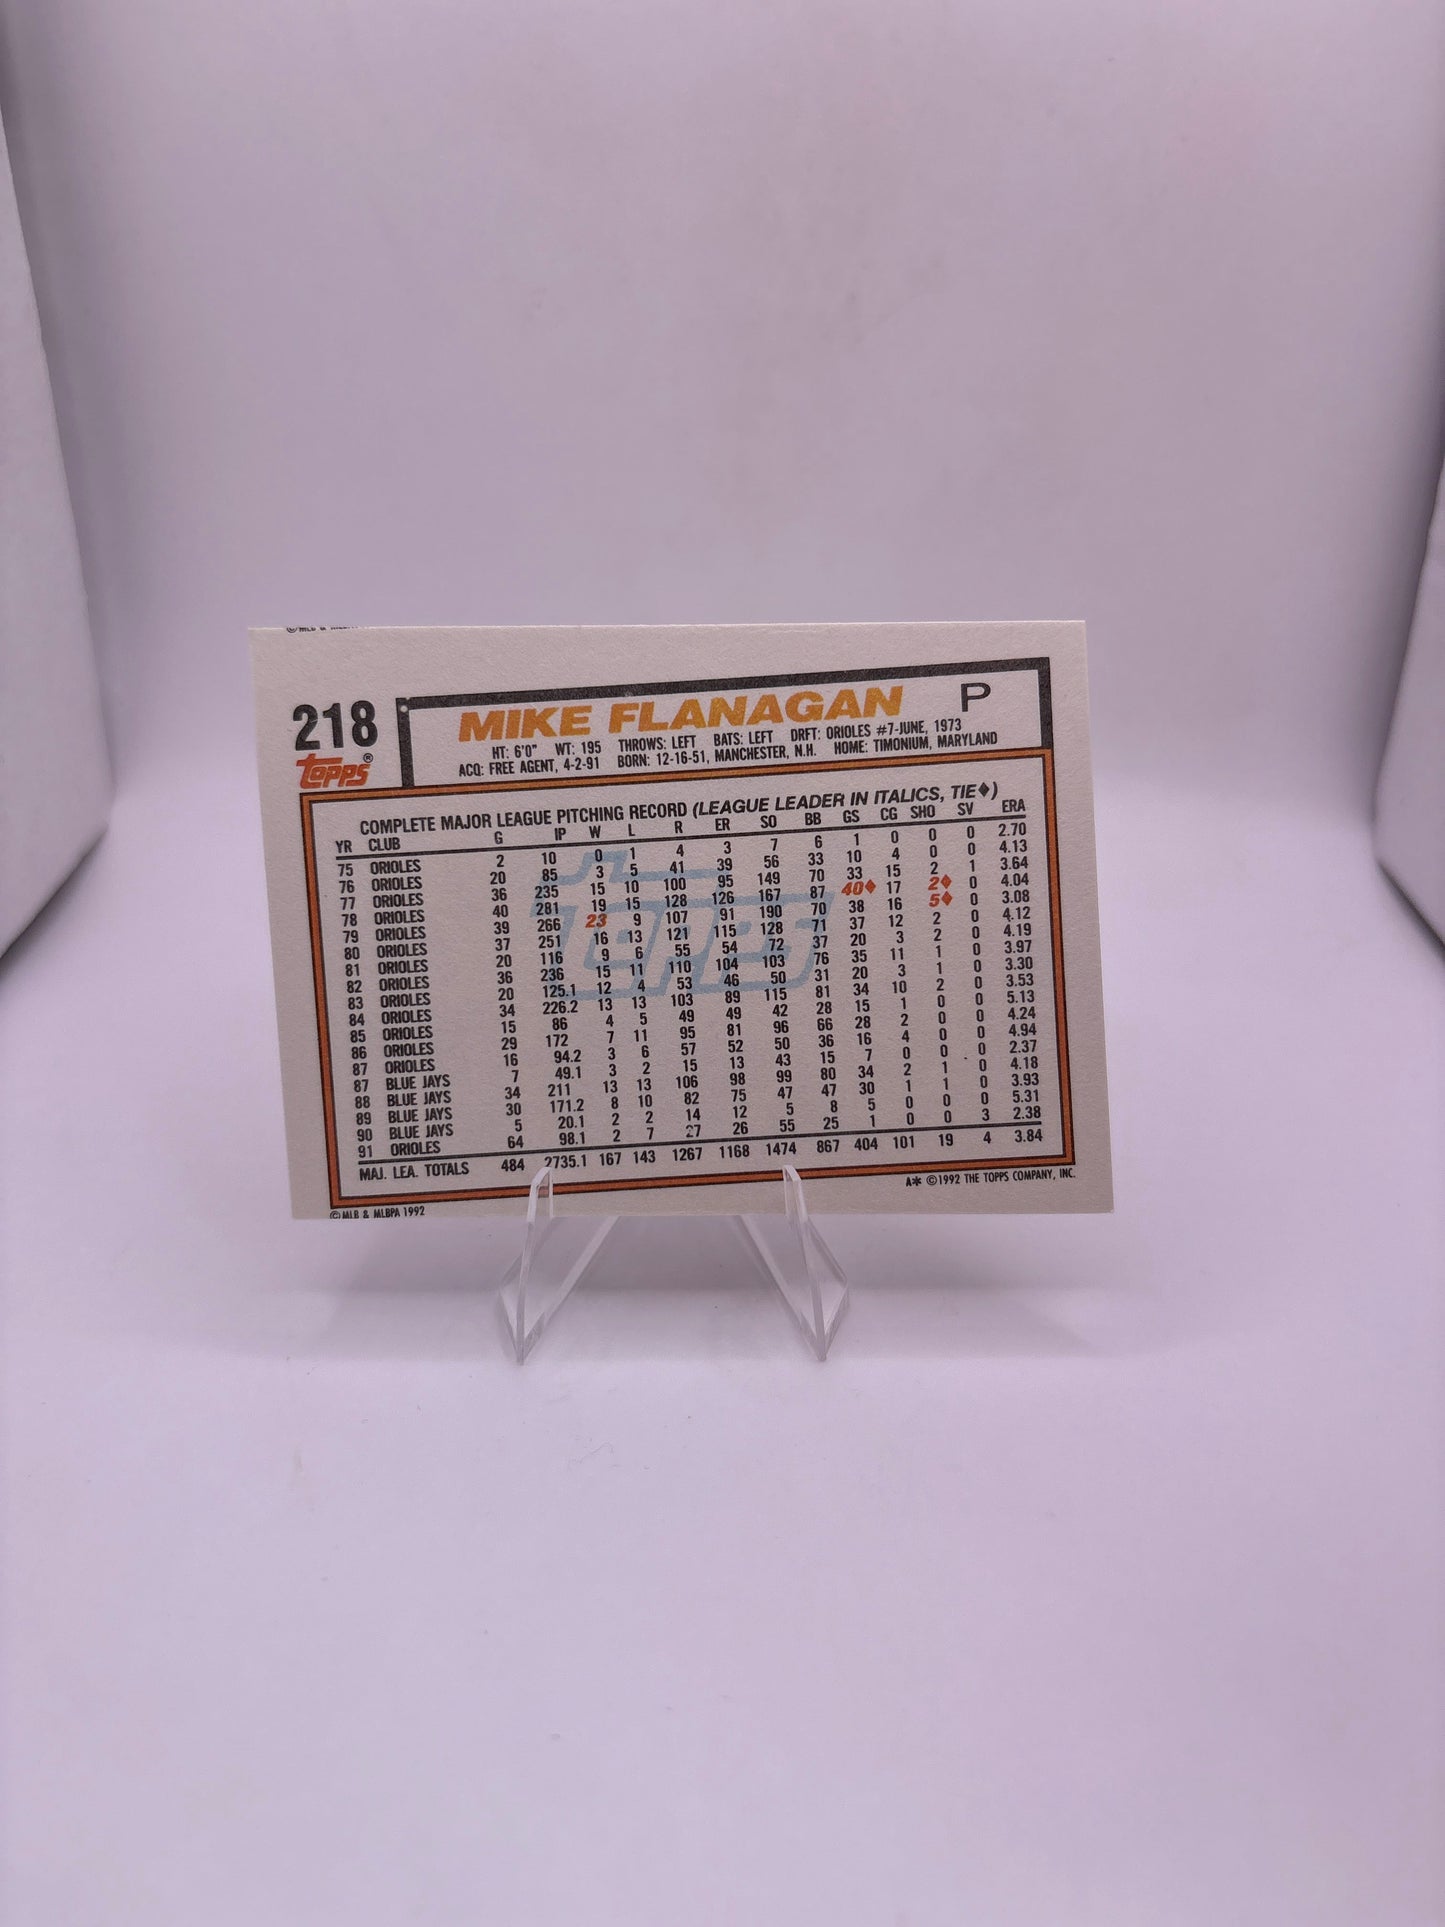 © MLB & MLBPA
218 MIKE FLANAGAN P
TOPPS®
HT: 6'0" WT: 195 THROWS: LEFT BATS: LEFT DRFT: ORIOLES #7-JUNE, 1973
ACQ: FREE AGENT, 4-2-91 BORN: 12-16-51, MANCHESTER, N.H. HOME: TIMONIUM, MARYLAND
COMPLETE MAJOR LEAGUE PITCHING RECORD (LEAGUE LEADER IN ITALICS, TIE♦)
YR CLUB G IP W L R ER SO BB GS CG SHO SV ERA
75 ORIOLES 2 10 0 1 4 3 7 6 1 0 0 0 2.70
76 ORIOLES 20 85 3 5 41 39 56 33 10 4 0 0 4.13
77 ORIOLES 36 235 15 10 100 95 149 70 33 15 2 1 3.64
78 ORIOLES 40 281 19 15 128 126 167 87 40♦ 17 2♦ 0 4.04
79 ORIOLES 39 266 23 9 107 91 190 70 38 16 5♦ 0 3.08
80 ORIOLES 37 251 16 13 121 115 128 71 37 12 2 0 4.12
81 ORIOLES 20 116 9 6 55 54 72 37 20 3 2 0 4.19
82 ORIOLES 36 236 15 11 110 104 103 76 35 11 1 0 3.97
83 ORIOLES 20 125.1 12 4 53 46 50 31 20 3 1 0 3.30
84 ORIOLES 34 226.2 13 13 103 89 115 81 34 10 2 0 3.53
85 ORIOLES 15 86 4 5 49 49 42 28 15 1 0 0 5.13
86 ORIOLES 29 172 7 11 95 81 96 66 28 2 0 0 4.24
87 ORIOLES 16 94.2 3 6 57 52 50 36 16 4 0 0 4.94
87 BLUE JAYS 7 49.1 3 2 15 13 43 15 7 0 0 0 2.37
88 BLUE JAYS 34 211 13 13 106 98 99 80 34 2 1 0 4.18
89 BLUE JAYS 30 171.2 8 10 82 75 47 47 30 1 1 0 3.93
90 BLUE JAYS 5 20.1 2 2 14 12 5 8 5 0 0 0 5.31
91 ORIOLES 64 98.1 2 7 27 26 55 25 1 0 0 3 2.38
MAJ. LEA. TOTALS 484 2735.1 167 143 1267 1168 1474 867 404 101 19 4 3.84
TOPPS
A* ©1992 THE TOPPS COMPANY, INC.
© MLB & MLBPA 1992